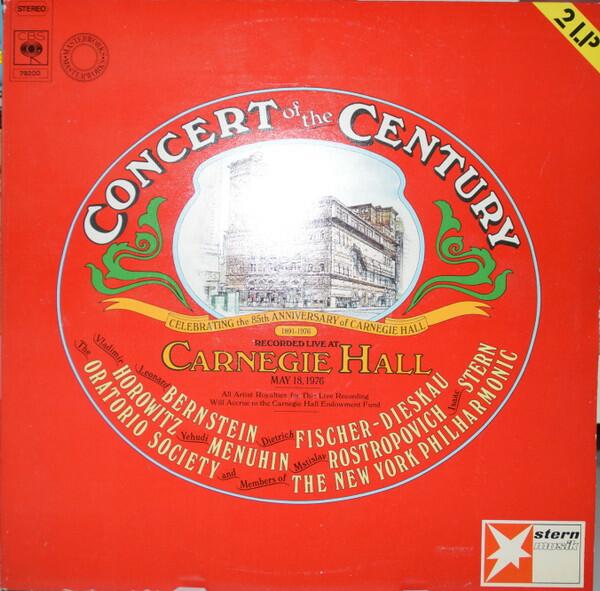 STEREO
CBS
79200
MASTERWORKS · MASTERWORKS
2 LP
CONCERT of the CENTURY
CELEBRATING the 85th ANNIVERSARY of CARNEGIE HALL
1891-1976
RECORDED LIVE AT
CARNEGIE HALL
MAY 18, 1976
All Artist Royalties for This Live Recording
Will Accrue to the Carnegie Hall Endowment Fund
Leonard BERNSTEIN Dietrich FISCHER-DIESKAU
Vladimir HOROWITZ Yehudi MENUHIN Mstislav ROSTROPOVICH Isaac STERN
The ORATORIO SOCIETY and Members of THE NEW YORK PHILHARMONIC
stern
musik